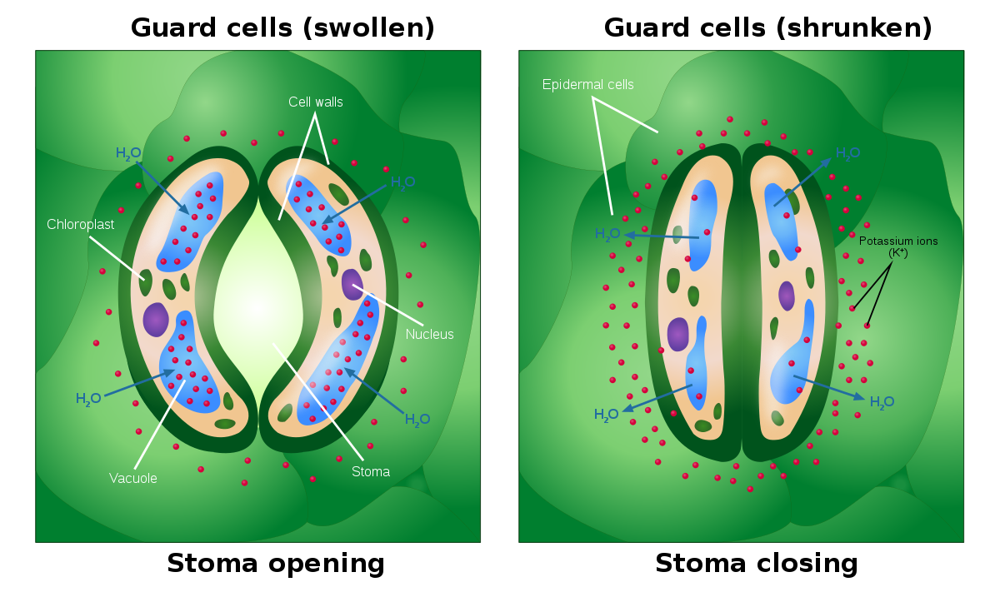 Guard cells (swollen)
Cell walls
H₂O
H₂O
Chloroplast
Nucleus
H₂O
H₂O
Vacuole
Stoma
Stoma opening
Guard cells (shrunken)
Epidermal cells
H₂O
H₂O
Potassium ions
(K⁺)
H₂O
H₂O
Stoma closing